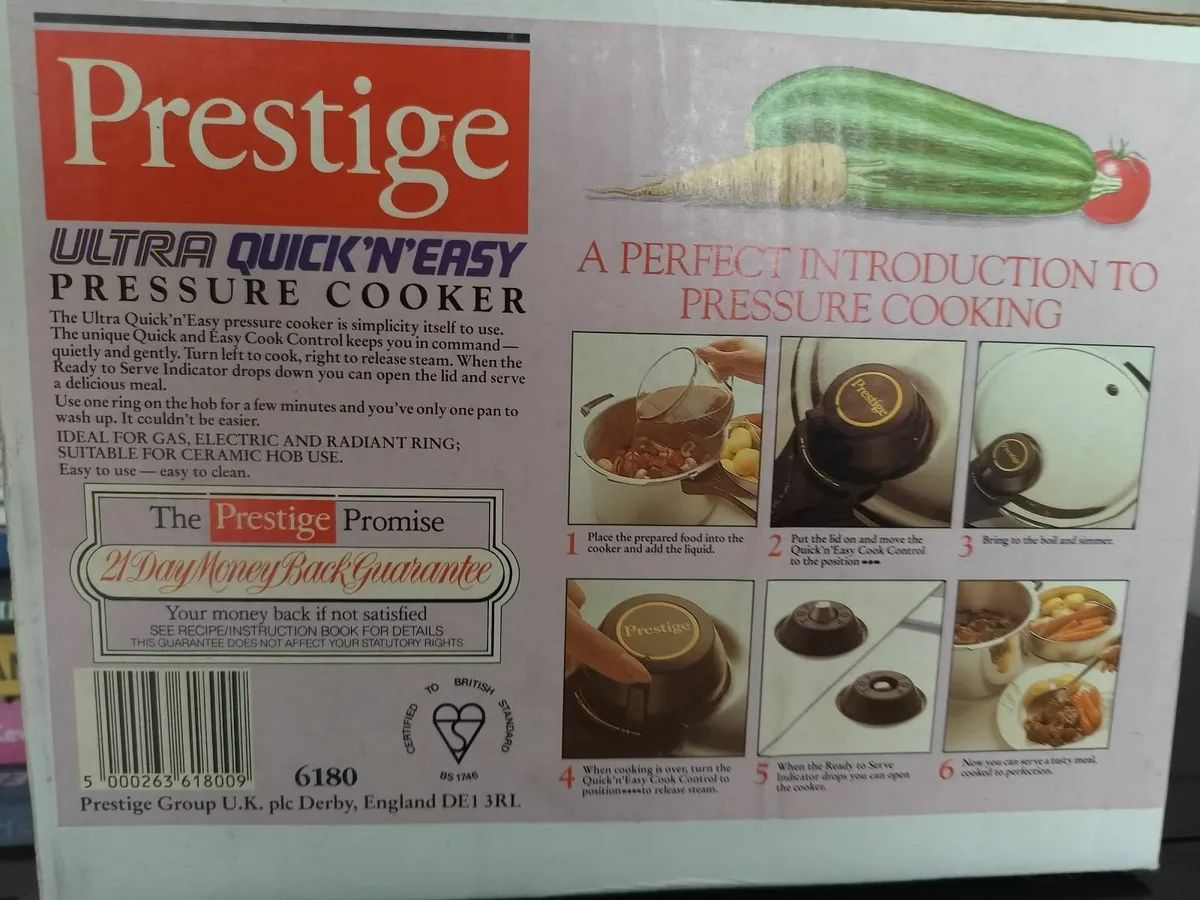 Prestige
ULTRA QUICK'N'EASY
PRESSURE COOKER
The Ultra Quick'n'Easy pressure cooker is simplicity itself to use.
The unique Quick and Easy Cook Control keeps you in command—
quietly and gently. Turn left to cook, right to release steam. When the
Ready to Serve Indicator drops down you can open the lid and serve
a delicious meal.
Use one ring on the hob for a few minutes and you've only one pan to
wash up. It couldn't be easier.
IDEAL FOR GAS, ELECTRIC AND RADIANT RING;
SUITABLE FOR CERAMIC HOB USE.
Easy to use — easy to clean.
The Prestige Promise
21 Day Money Back Guarantee
Your money back if not satisfied
SEE RECIPE/INSTRUCTION BOOK FOR DETAILS
THIS GUARANTEE DOES NOT AFFECT YOUR STATUTORY RIGHTS
5 000263 618009
6180
CERTIFIED TO BRITISH STANDARD
BS 1746
Prestige Group U.K. plc Derby, England DE1 3RL
A PERFECT INTRODUCTION TO
PRESSURE COOKING
Prestige
Prestige
1 Place the prepared food into the
cooker and add the liquid.
2 Put the lid on and move the
Quick'n'Easy Cook Control
to the position
3 Bring to the boil and simmer.
Prestige
4 When cooking is over, turn the
Quick'n'Easy Cook Control to
position to release steam.
5 When the Ready to Serve
Indicator drops you can open
the cooker.
6 Now you can serve a tasty meal,
cooked to perfection.